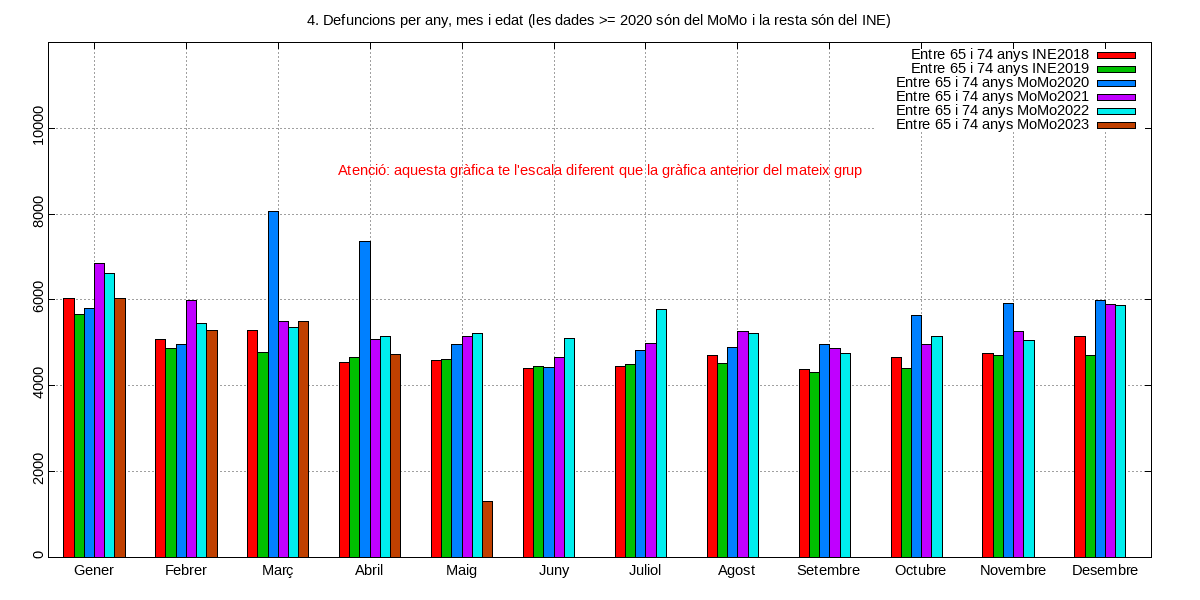 4. Defuncions per any, mes i edat (les dades >= 2020 són del MoMo i la resta són del INE)
Entre 65 i 74 anys INE2018
Entre 65 i 74 anys INE2019
Entre 65 i 74 anys MoMo2020
Entre 65 i 74 anys MoMo2021
Entre 65 i 74 anys MoMo2022
Entre 65 i 74 anys MoMo2023
Atenció: aquesta gràfica te l'escala diferent que la gràfica anterior del mateix grup
10000
8000
6000
4000
2000
0
Gener Febrer Març Abril Maig Juny Juliol Agost Setembre Octubre Novembre Desembre